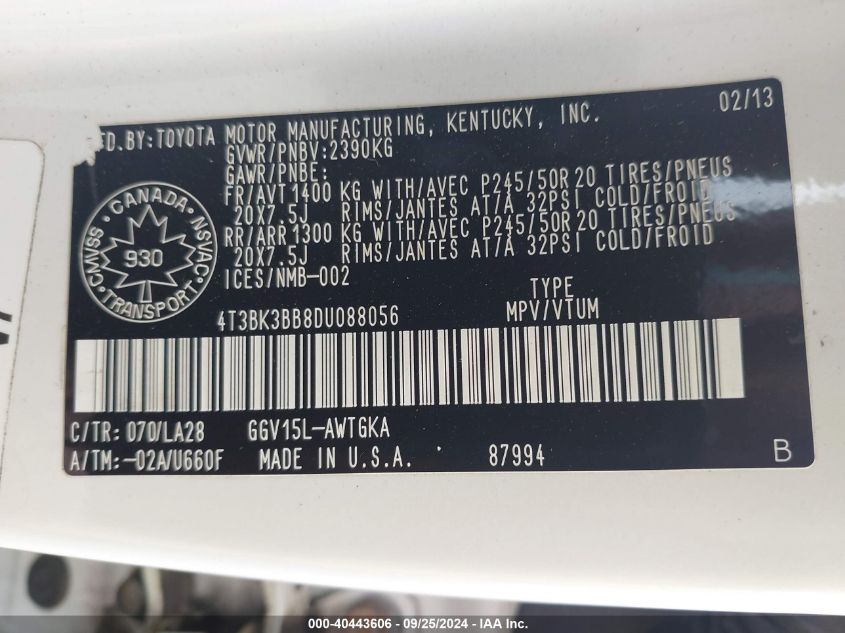 MFD.BY:TOYOTA MOTOR MANUFACTURING, KENTUCKY, INC. 02/13
GVWR/PNBV:2390KG
GAWR/PNBE:
FR/AVT1400 KG WITH/AVEC P245/50R20 TIRES/PNEUS
20X7.5J RIMS/JANTES AT/À 32PSI COLD/FROID
RR/ARR1300 KG WITH/AVEC P245/50R20 TIRES/PNEUS
20X7.5J RIMS/JANTES AT/À 32PSI COLD/FROID
ICES/NMB-002
CANADA
CMVSS 930 NSVAC
TRANSPORT
TYPE
4T3BK3BB8DU088056 MPV/VTUM
C/TR: 070/LA28 GGV15L-AWTGKA
A/TM:-02A/U660F MADE IN U.S.A. 87994 B
000-40443606 - 09/25/2024 - IAAI.com